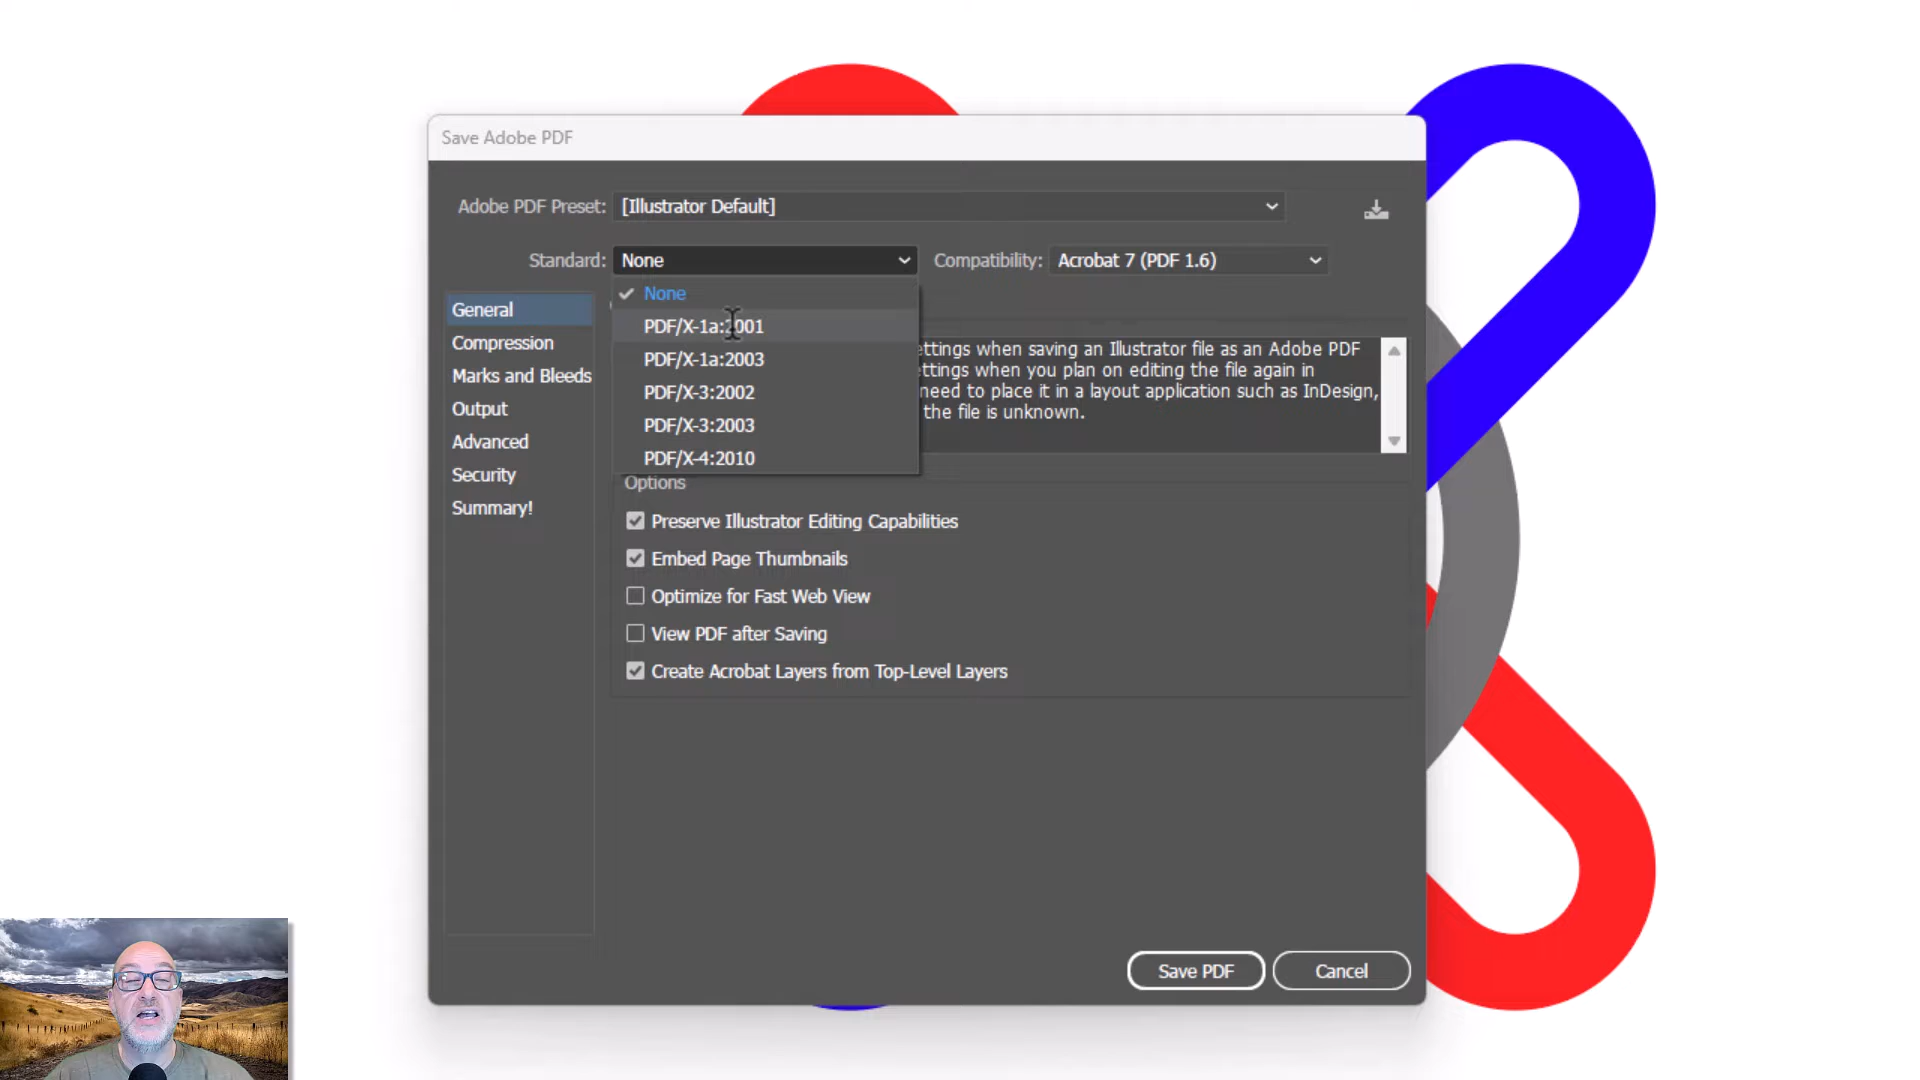 Save Adobe PDF
Adobe PDF Preset: [Illustrator Default]
Standard: None Compatibility: Acrobat 7 (PDF 1.6)
None
PDF/X-1a:2001
PDF/X-1a:2003
PDF/X-3:2002
PDF/X-3:2003
PDF/X-4:2010
General
Compression
Marks and Bleeds
Output
Advanced
Security
Summary!
when saving an Illustrator file as an Adobe PDF
when you plan on editing the file again in
need to place it in a layout application such as InDesign,
the file is unknown.
Options
Preserve Illustrator Editing Capabilities
Embed Page Thumbnails
Optimize for Fast Web View
View PDF after Saving
Create Acrobat Layers from Top-Level Layers
Save PDF Cancel